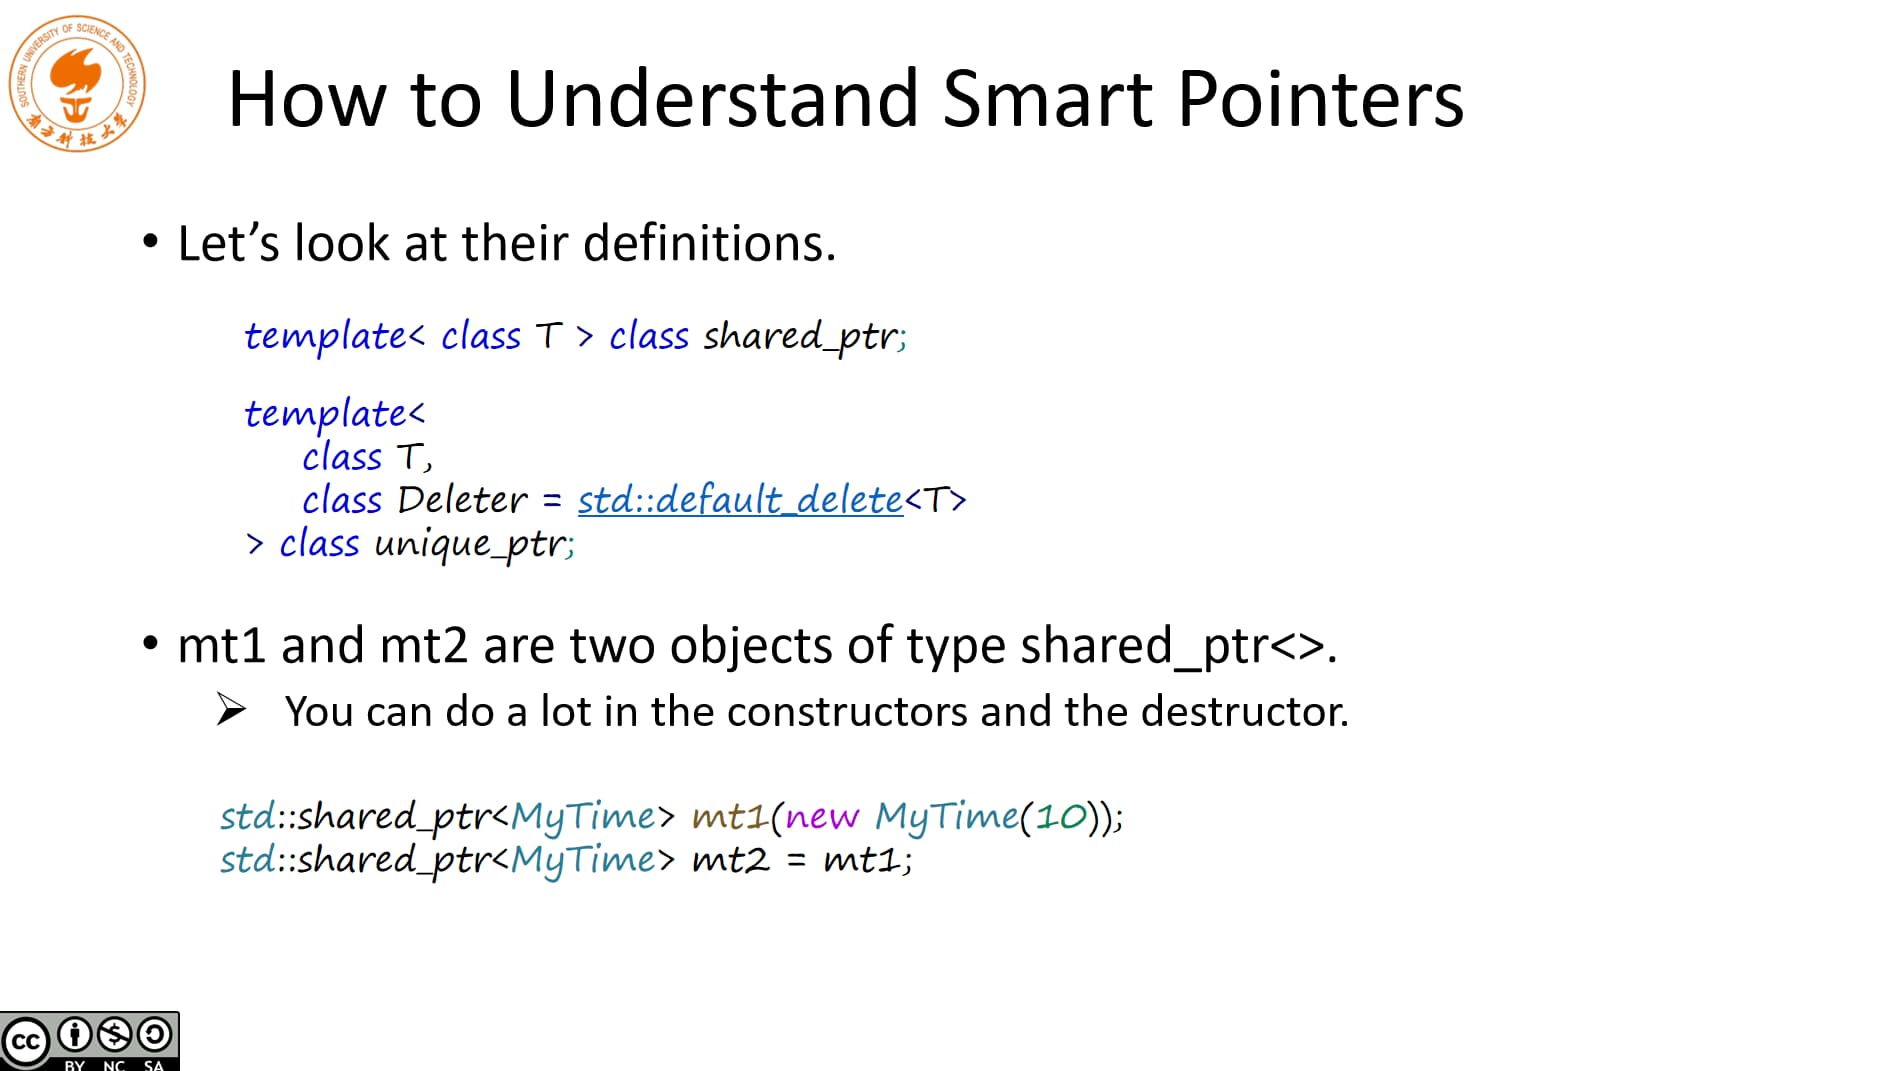 SOUTHERN UNIVERSITY OF SCIENCE AND TECHNOLOGY
南方科技大学
How to Understand Smart Pointers
• Let’s look at their definitions.
template< class T > class shared_ptr;
template<
class T,
class Deleter = std::default_delete<T>
> class unique_ptr;
• mt1 and mt2 are two objects of type shared_ptr<>.
➢ You can do a lot in the constructors and the destructor.
std::shared_ptr<MyTime> mt1(new MyTime(10));
std::shared_ptr<MyTime> mt2 = mt1;
cc
BY NC SA